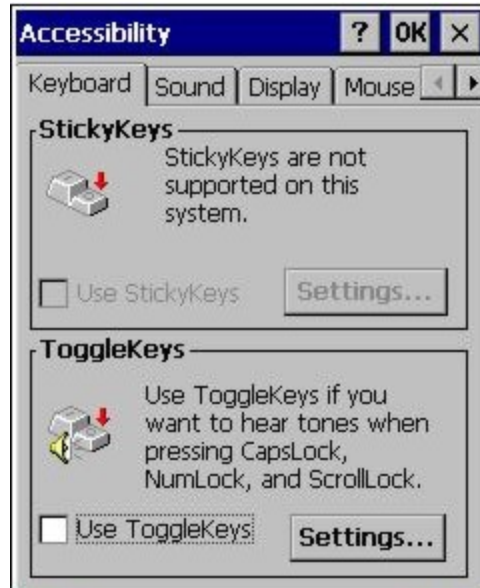 Accessibility ? OK ×
Keyboard Sound Display Mouse
StickyKeys
StickyKeys are not
supported on this
system.
Use StickyKeys Settings...
ToggleKeys
Use ToggleKeys if you
want to hear tones when
pressing CapsLock,
NumLock, and ScrollLock.
Use ToggleKeys Settings...